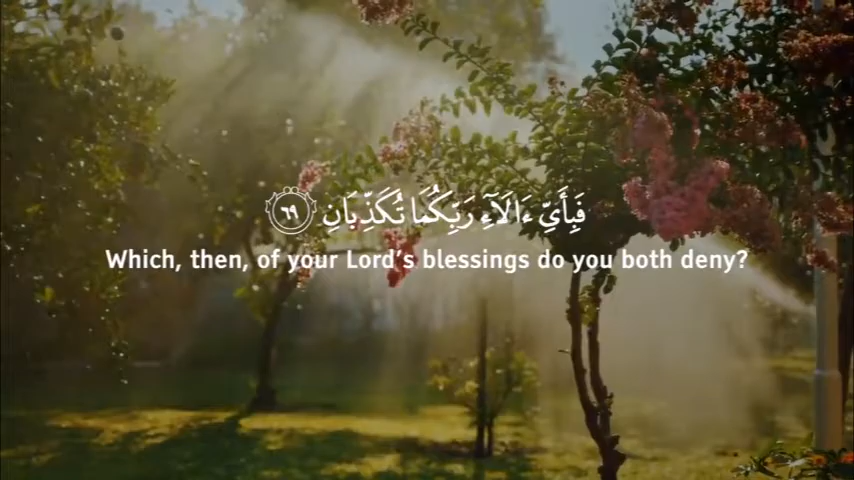 فَبِأَيِّ ءَالَآءِ رَبِّكُمَا تُكَذِّبَانِ ٦٩
Which, then, of your Lord's blessings do you both deny?